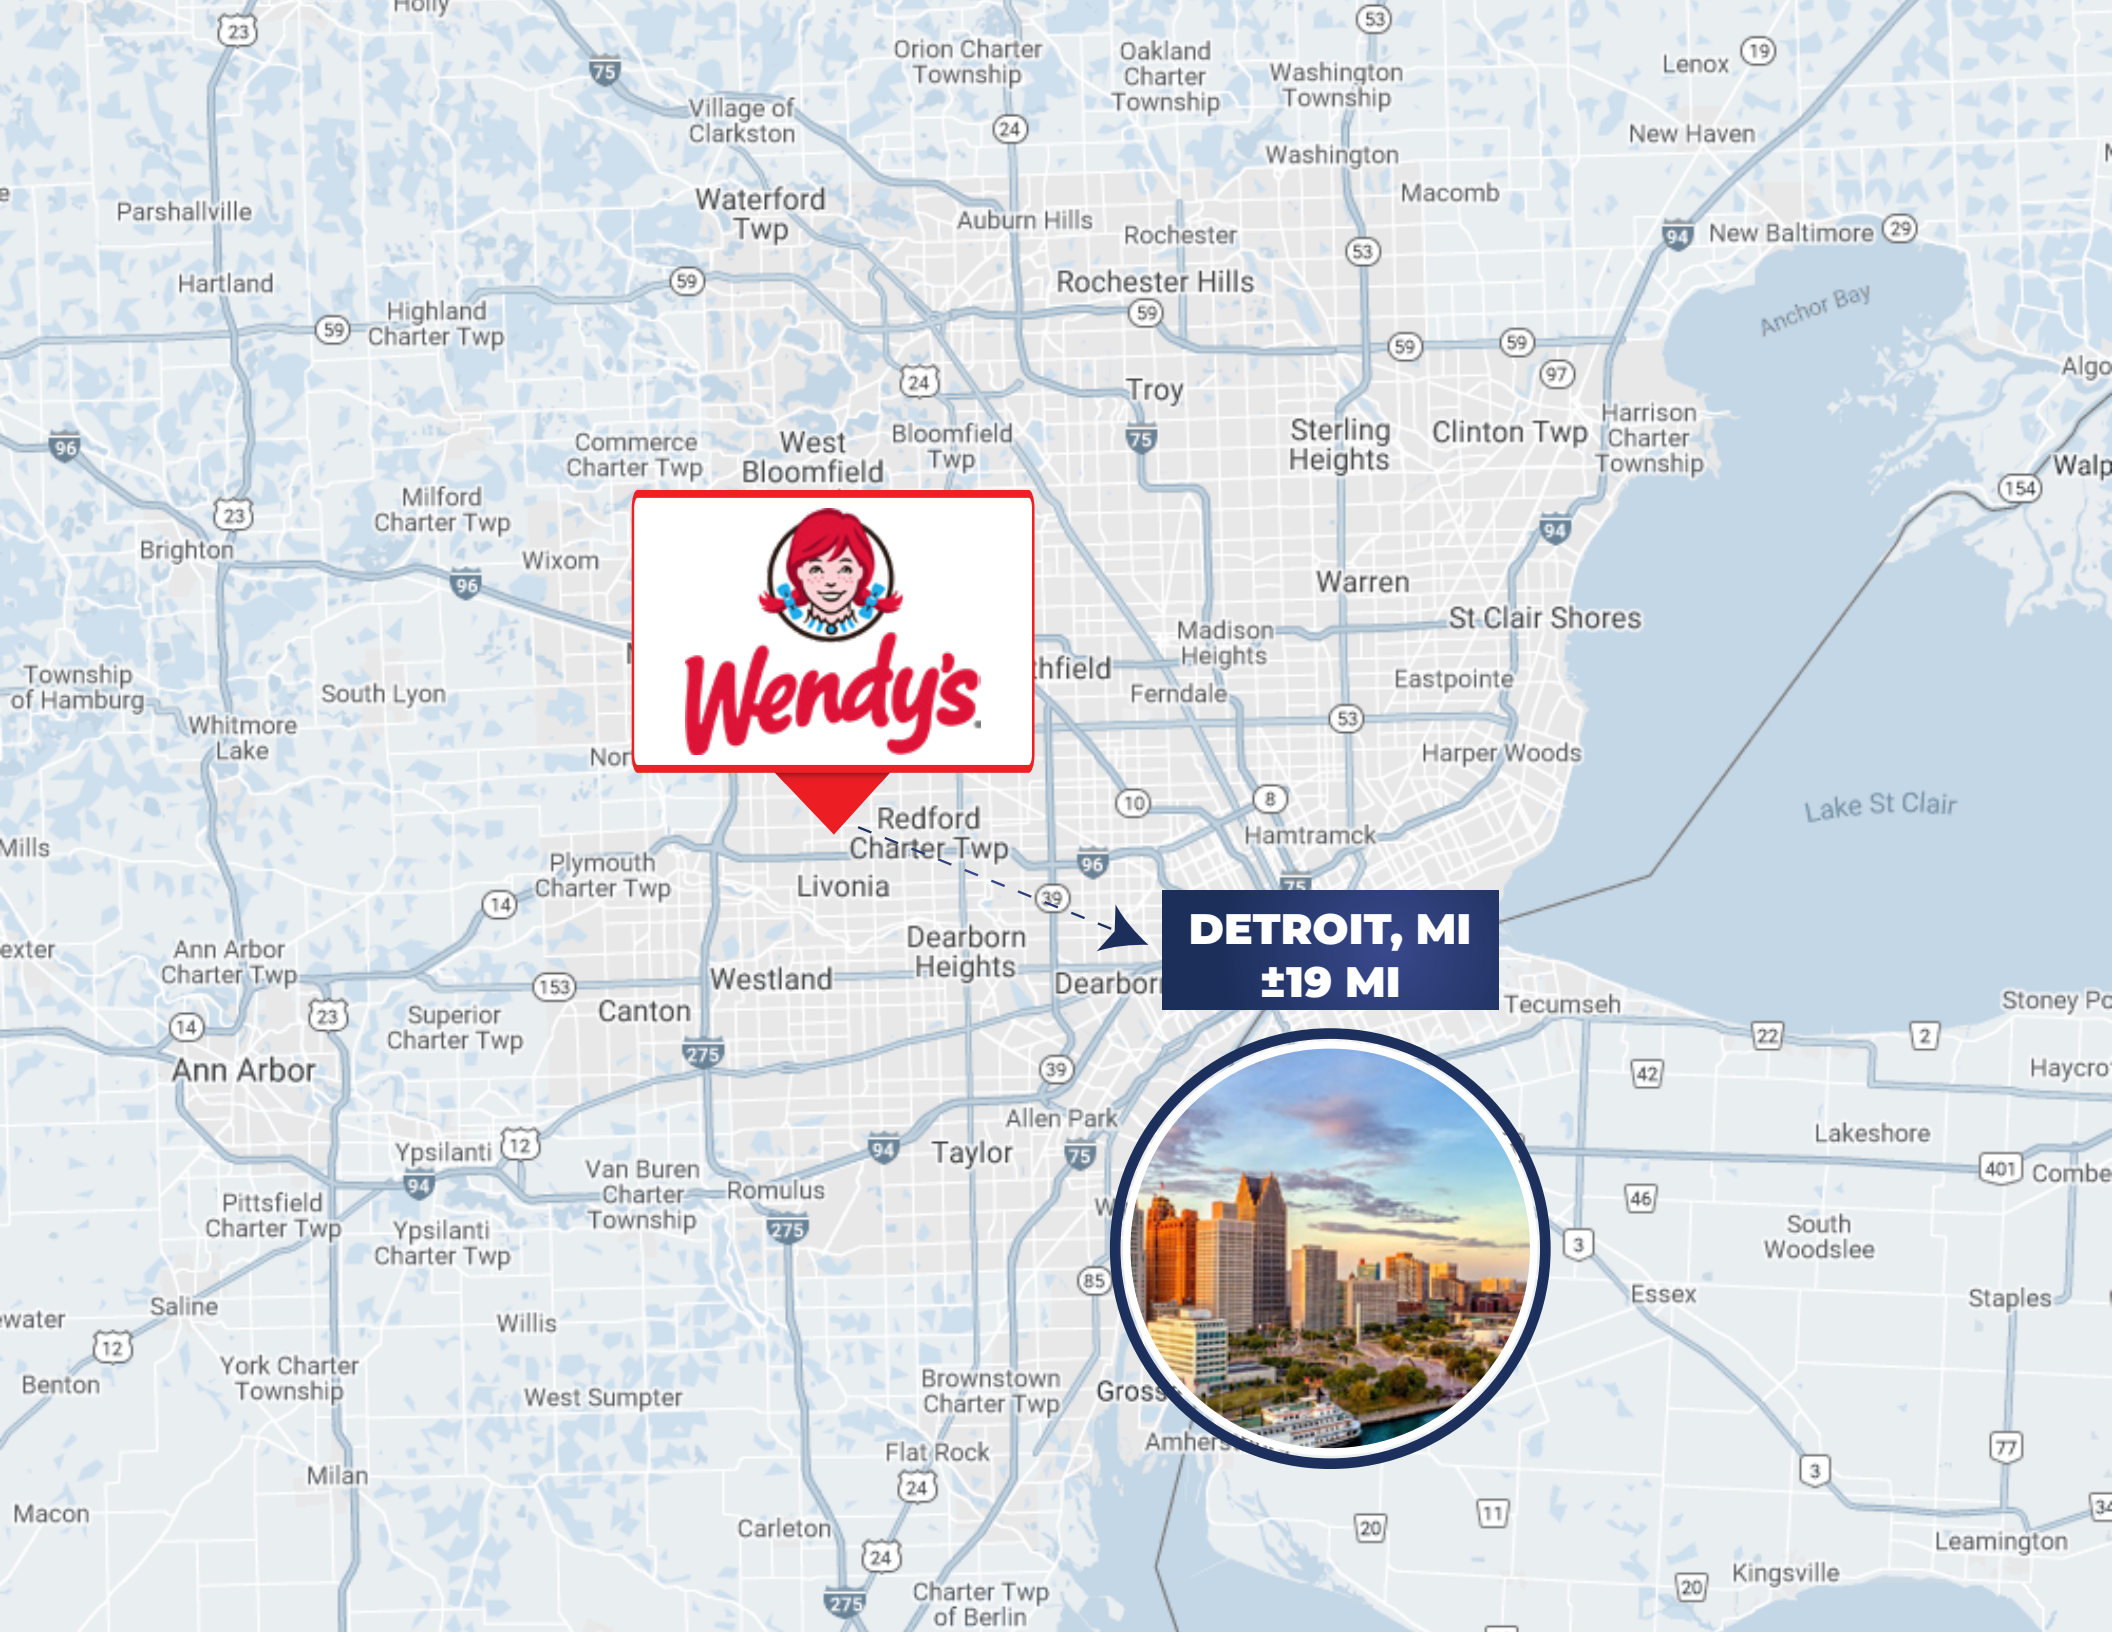 Holly
23
53
75
Orion Charter
Township
Oakland
Charter
Township
Washington
Township
Lenox
19
Village of
Clarkston
24
New Haven
Washington
Waterford
Twp
Macomb
Parshallville
Auburn Hills
Rochester
94
New Baltimore
29
53
Hartland
59
Rochester Hills
Highland
Charter Twp
59
59
59
59
Anchor Bay
97
24
Troy
Algo
96
Commerce
Charter Twp
West
Bloomfield
Bloomfield
Twp
75
Sterling
Heights
Clinton Twp
Harrison
Charter
Township
Walp
154
Milford
Charter Twp
23
94
Brighton
Wixom
96
Warren
St Clair Shores
Madison
Heights
Township
of Hamburg
South Lyon
Wendy's
thfield
Ferndale
Eastpointe
Whitmore
Lake
53
Nor
Harper Woods
10
8
Lake St Clair
Redford
Charter Twp
Hamtramck
Mills
Plymouth
Charter Twp
96
75
Livonia
14
39
DETROIT, MI
±19 MI
exter
Ann Arbor
Charter Twp
Dearborn
Heights
153
Westland
Dearborn
Tecumseh
Stoney Po
Canton
23
Superior
Charter Twp
14
22
2
Ann Arbor
275
39
42
Haycro
Allen Park
Ypsilanti
12
94
Taylor
75
Lakeshore
401
Combe
Van Buren
Charter
Township
94
Romulus
Pittsfield
Charter Twp
Ypsilanti
Charter Twp
275
W
46
3
South
Woodslee
85
Saline
Essex
Staples
ewater
12
Willis
Benton
York Charter
Township
West Sumpter
Brownstown
Charter Twp
Gross
Amhers
Flat Rock
77
3
Milan
24
Macon
Carleton
20
11
34
24
Leamington
Kingsville
20
275
Charter Twp
of Berlin